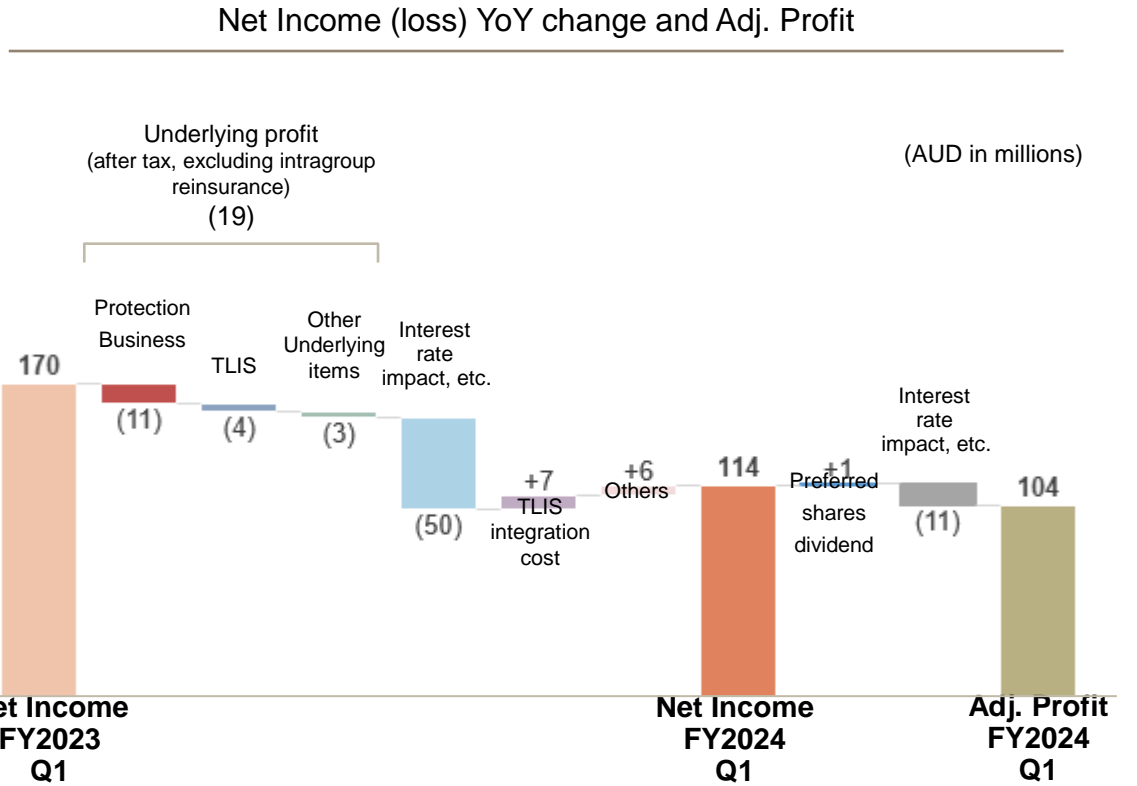 Net Income (loss) YoY change and Adj. Profit
Underlying profit
(after tax, excluding intragroup
reinsurance)
(19)
(AUD in millions)
170
Protection
Business
(11)
TLIS
(4)
Other
Underlying
items
(3)
Interest
rate
impact, etc.
(50)
+7
TLIS
integration
cost
+6
Others
114
+1
Preferred
shares
dividend
Interest
rate
impact, etc.
(11)
104
et Income
FY2023
Q1
Net Income
FY2024
Q1
Adj. Profit
FY2024
Q1